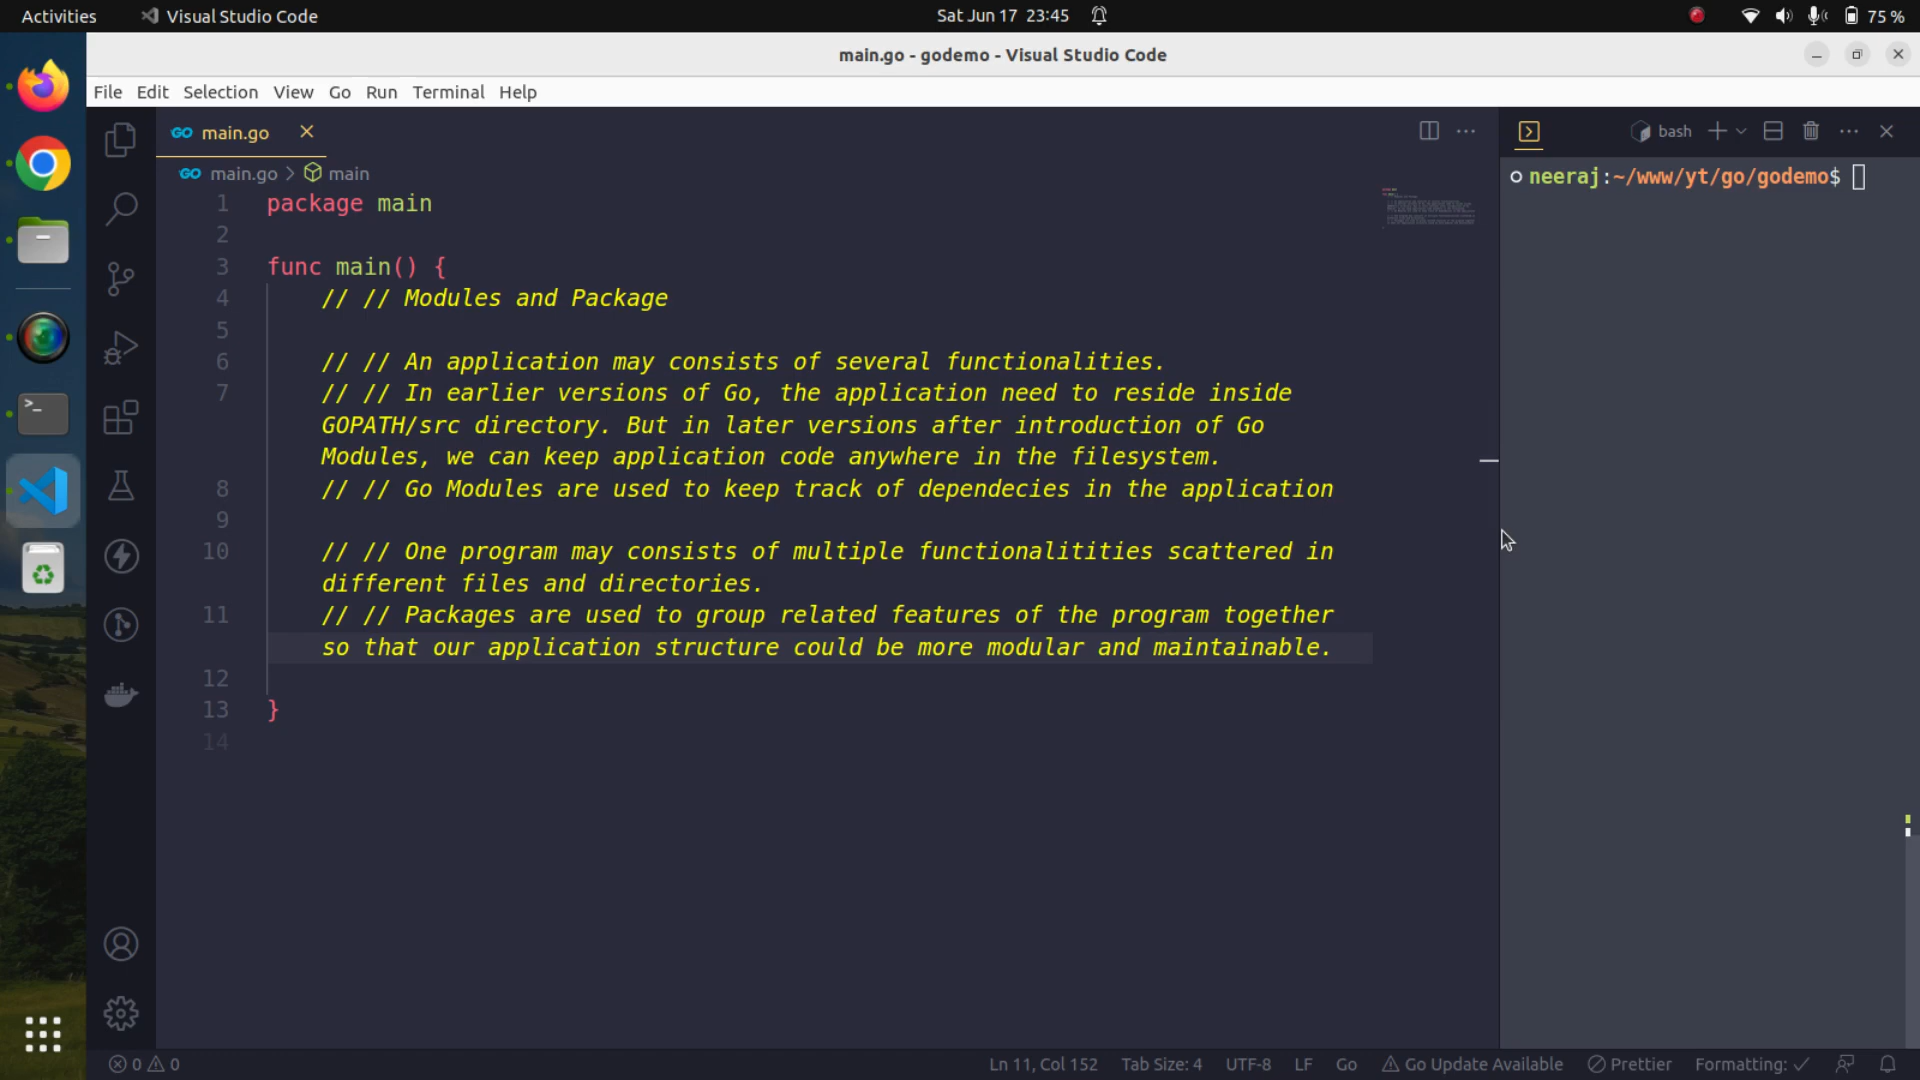 Activities Visual Studio Code Sat Jun 17 23:45 75 %
main.go - godemo - Visual Studio Code
File Edit Selection View Go Run Terminal Help
GO main.go
bash
GO main.go > main
neeraj:~/www/yt/go/godemo$
1 package main
2
3 func main() {
4 // // Modules and Package
5
6 // // An application may consists of several functionalities.
7 // // In earlier versions of Go, the application need to reside inside
GOPATH/src directory. But in later versions after introduction of Go
Modules, we can keep application code anywhere in the filesystem.
8 // // Go Modules are used to keep track of dependecies in the application
9
10 // // One program may consists of multiple functionalitities scattered in
different files and directories.
11 // // Packages are used to group related features of the program together
so that our application structure could be more modular and maintainable.
12
13 }
14
0 0 Ln 11, Col 152 Tab Size: 4 UTF-8 LF Go Go Update Available Prettier Formatting: ✓